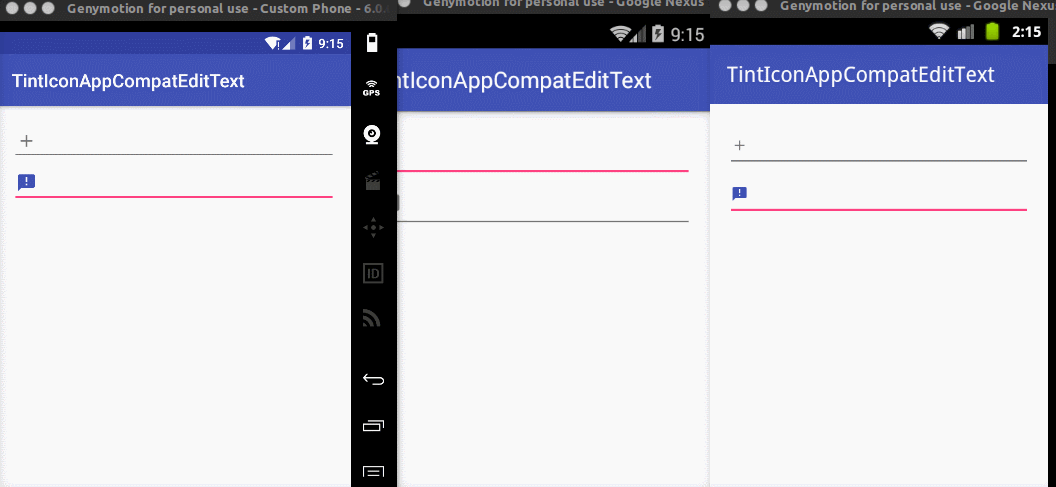 Genymotion for personal use - Custom Phone - 6.0.
9:15
TintIconAppCompatEditText
GPS
ID
Genymotion for personal use - Google Nexus
9:15
ntIconAppCompatEditText
Genymotion for personal use - Google Nexus
2:15
TintIconAppCompatEditText